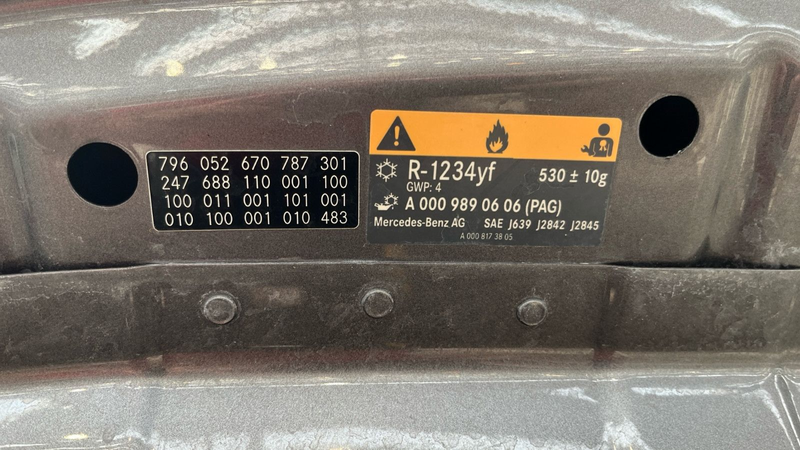 796 052 670 787 301
247 688 110 001 100
100 011 001 101 001
010 100 001 010 483
R-1234yf 530 ± 10g
GWP: 4
A 000 989 06 06 (PAG)
Mercedes-Benz AG SAE J639 J2842 J2845
A 000 817 38 05